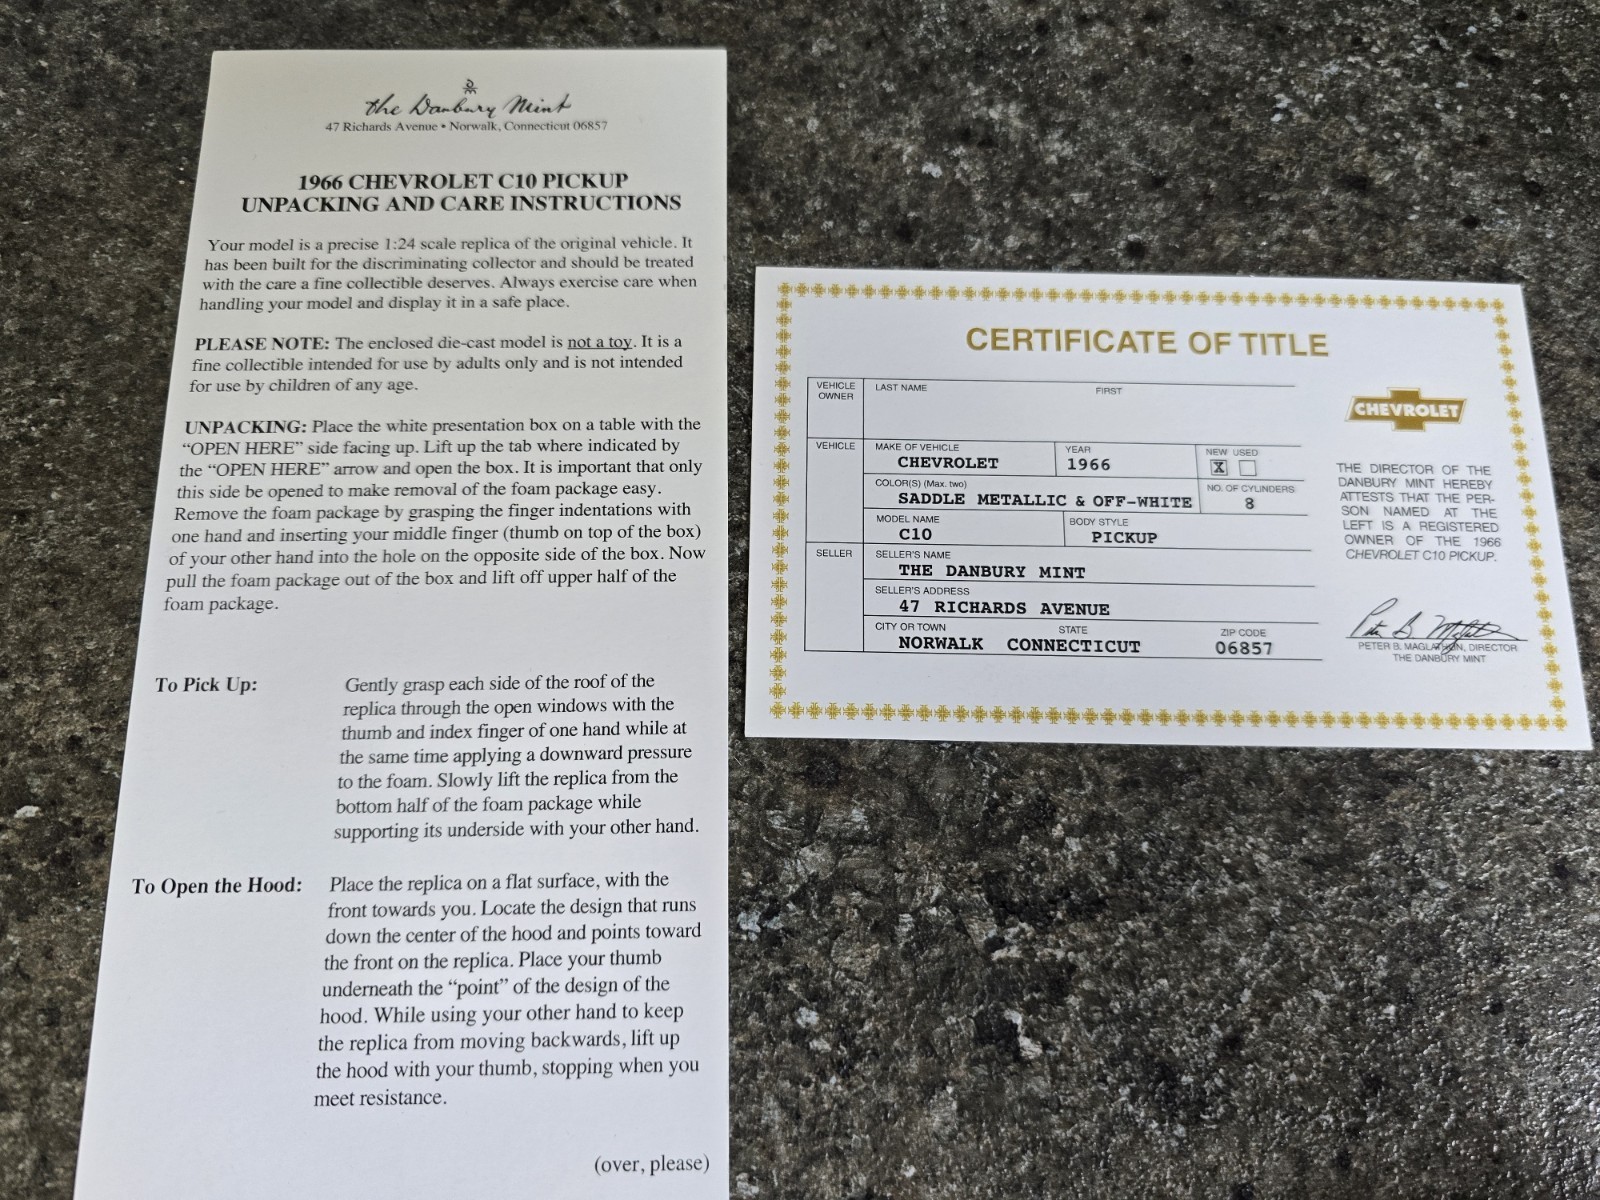 the Danbury Mint
47 Richards Avenue • Norwalk, Connecticut 06857
1966 CHEVROLET C10 PICKUP
UNPACKING AND CARE INSTRUCTIONS
Your model is a precise 1:24 scale replica of the original vehicle. It
has been built for the discriminating collector and should be treated
with the care a fine collectible deserves. Always exercise care when
handling your model and display it in a safe place.
PLEASE NOTE: The enclosed die-cast model is not a toy. It is a
fine collectible intended for use by adults only and is not intended
for use by children of any age.
UNPACKING: Place the white presentation box on a table with the
“OPEN HERE” side facing up. Lift up the tab where indicated by
the “OPEN HERE” arrow and open the box. It is important that only
this side be opened to make removal of the foam package easy.
Remove the foam package by grasping the finger indentations with
one hand and inserting your middle finger (thumb on top of the box)
of your other hand into the hole on the opposite side of the box. Now
pull the foam package out of the box and lift off upper half of the
foam package.
To Pick Up: Gently grasp each side of the roof of the
replica through the open windows with the
thumb and index finger of one hand while at
the same time applying a downward pressure
to the foam. Slowly lift the replica from the
bottom half of the foam package while
supporting its underside with your other hand.
To Open the Hood: Place the replica on a flat surface, with the
front towards you. Locate the design that runs
down the center of the hood and points toward
the front on the replica. Place your thumb
underneath the “point” of the design of the
hood. While using your other hand to keep
the replica from moving backwards, lift up
the hood with your thumb, stopping when you
meet resistance.
(over, please)
CERTIFICATE OF TITLE
VEHICLE OWNER LAST NAME FIRST
VEHICLE MAKE OF VEHICLE YEAR NEW USED
CHEVROLET 1966 X
COLOR(S) (Max. two) NO. OF CYLINDERS
SADDLE METALLIC & OFF-WHITE 8
MODEL NAME BODY STYLE
C10 PICKUP
SELLER SELLER'S NAME
THE DANBURY MINT
SELLER'S ADDRESS
47 RICHARDS AVENUE
CITY OR TOWN STATE ZIP CODE
NORWALK CONNECTICUT 06857
CHEVROLET
THE DIRECTOR OF THE
DANBURY MINT HEREBY
ATTESTS THAT THE PER-
SON NAMED AT THE
LEFT IS A REGISTERED
OWNER OF THE 1966
CHEVROLET C10 PICKUP.
PETER B. MAGLATHON, DIRECTOR
THE DANBURY MINT